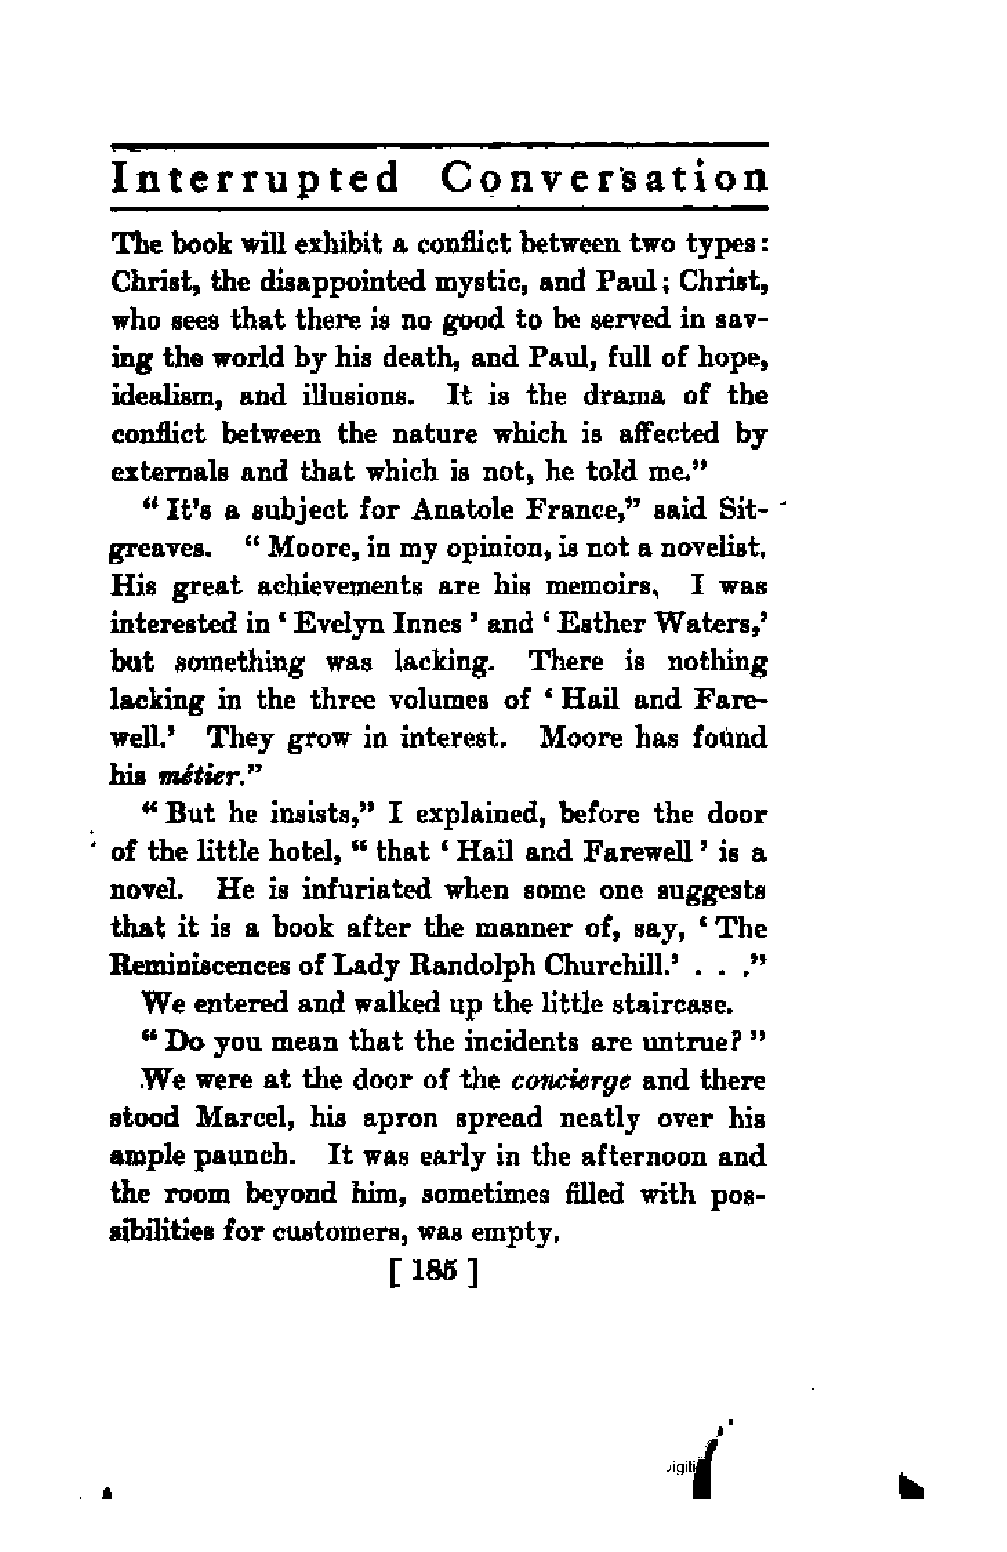 Interrupted Conversation
The book will exhibit a conflict between two types:
Christ, the disappointed mystic, and Paul; Christ,
who sees that there is no good to be served in sav-
ing the world by his death, and Paul, full of hope,
idealism, and illusions. It is the drama of the
conflict between the nature which is affected by
externals and that which is not, he told me."
"It's a subject for Anatole France," said Sit-
greaves. "Moore, in my opinion, is not a novelist.
His great achievements are his memoirs. I was
interested in 'Evelyn Innes' and 'Esther Waters,'
but something was lacking. There is nothing
lacking in the three volumes of 'Hail and Fare-
well.' They grow in interest. Moore has found
his métier."
"But he insists," I explained, before the door
of the little hotel, "that 'Hail and Farewell' is a
novel. He is infuriated when some one suggests
that it is a book after the manner of, say, 'The
Reminiscences of Lady Randolph Churchill.' . . ."
We entered and walked up the little staircase.
"Do you mean that the incidents are untrue?"
We were at the door of the concierge and there
stood Marcel, his apron spread neatly over his
ample paunch. It was early in the afternoon and
the room beyond him, sometimes filled with pos-
sibilities for customers, was empty.
[ 185 ]